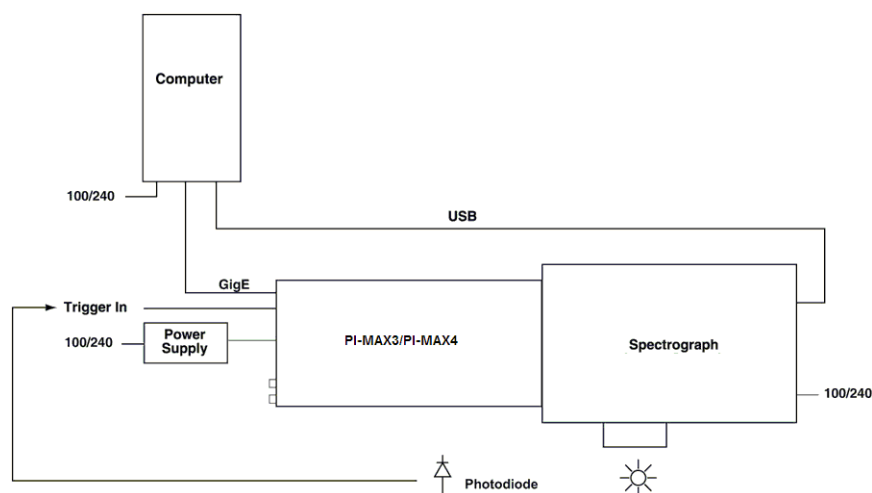 Computer
100/240
USB
GigE
Trigger In
Power
Supply
100/240
PI-MAX3/PI-MAX4
Spectrograph
100/240
Photodiode